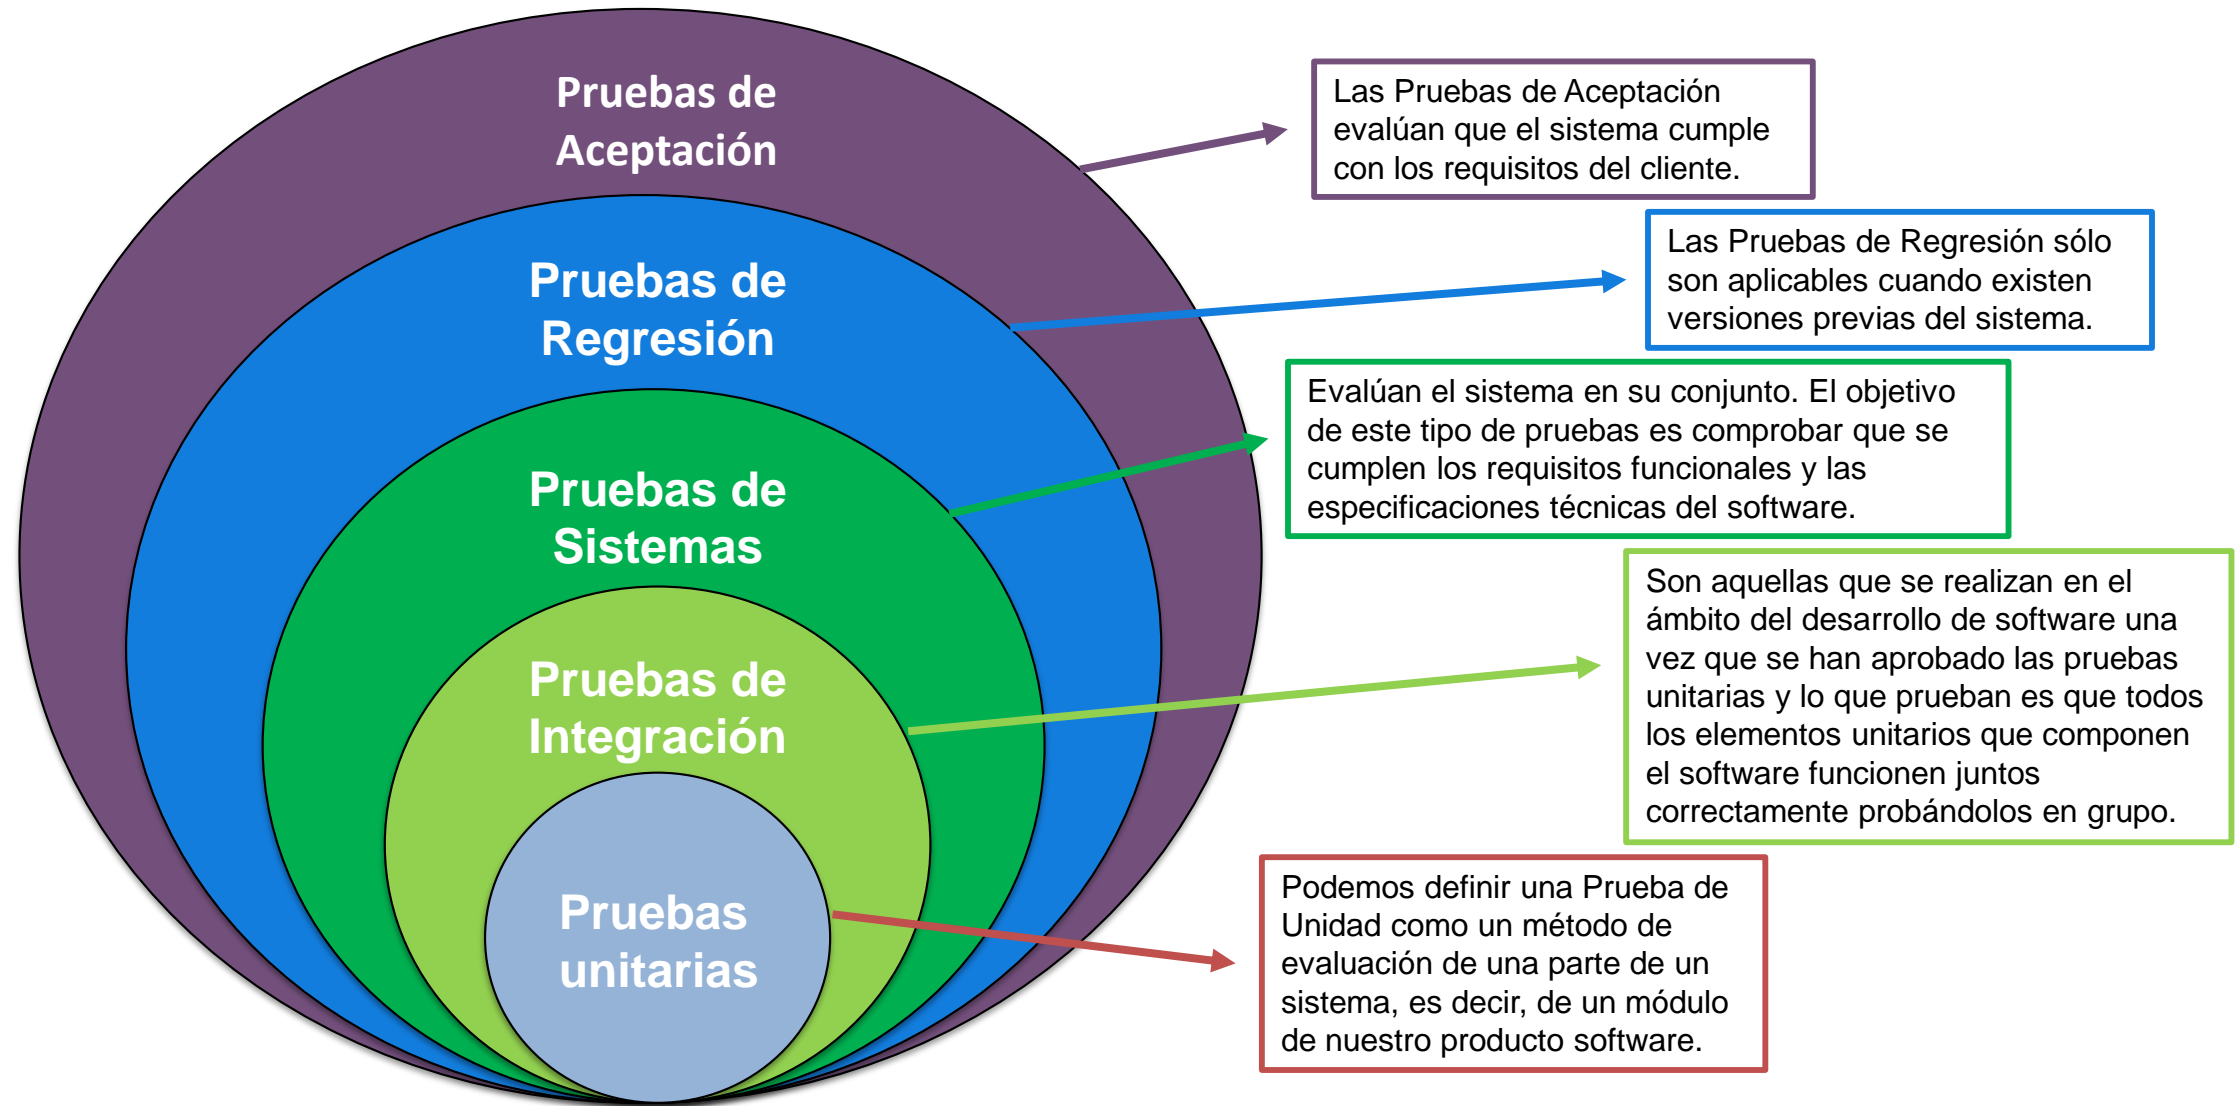 Pruebas de
Aceptación
Las Pruebas de Aceptación
evalúan que el sistema cumple
con los requisitos del cliente.
Pruebas de
Regresión
Las Pruebas de Regresión sólo
son aplicables cuando existen
versiones previas del sistema.
Pruebas de
Sistemas
Evalúan el sistema en su conjunto. El objetivo
de este tipo de pruebas es comprobar que se
cumplen los requisitos funcionales y las
especificaciones técnicas del software.
Pruebas de
Integración
Son aquellas que se realizan en el
ámbito del desarrollo de software una
vez que se han aprobado las pruebas
unitarias y lo que prueban es que todos
los elementos unitarios que componen
el software funcionen juntos
correctamente probándolos en grupo.
Pruebas
unitarias
Podemos definir una Prueba de
Unidad como un método de
evaluación de una parte de un
sistema, es decir, de un módulo
de nuestro producto software.